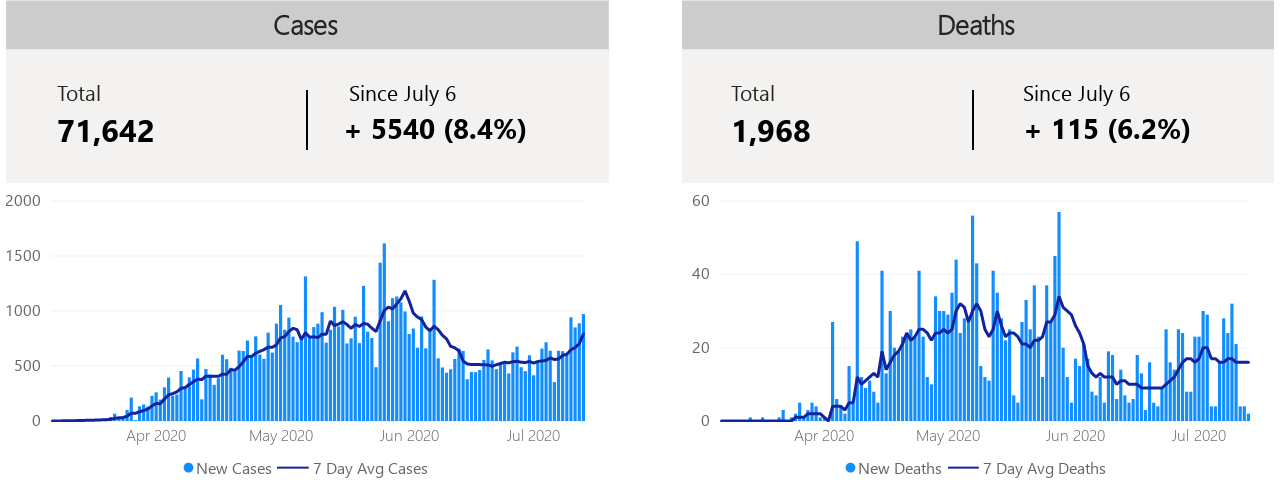 Cases
Total
Since July 6
71,642
+ 5540 (8.4%)
2000
1500
1000
500
0
Apr 2020
May 2020
Jun 2020
Jul 2020
New Cases
7 Day Avg Cases
Deaths
Total
Since July 6
1,968
+ 115 (6.2%)
60
40
20
0
Apr 2020
May 2020
Jun 2020
Jul 2020
New Deaths
7 Day Avg Deaths